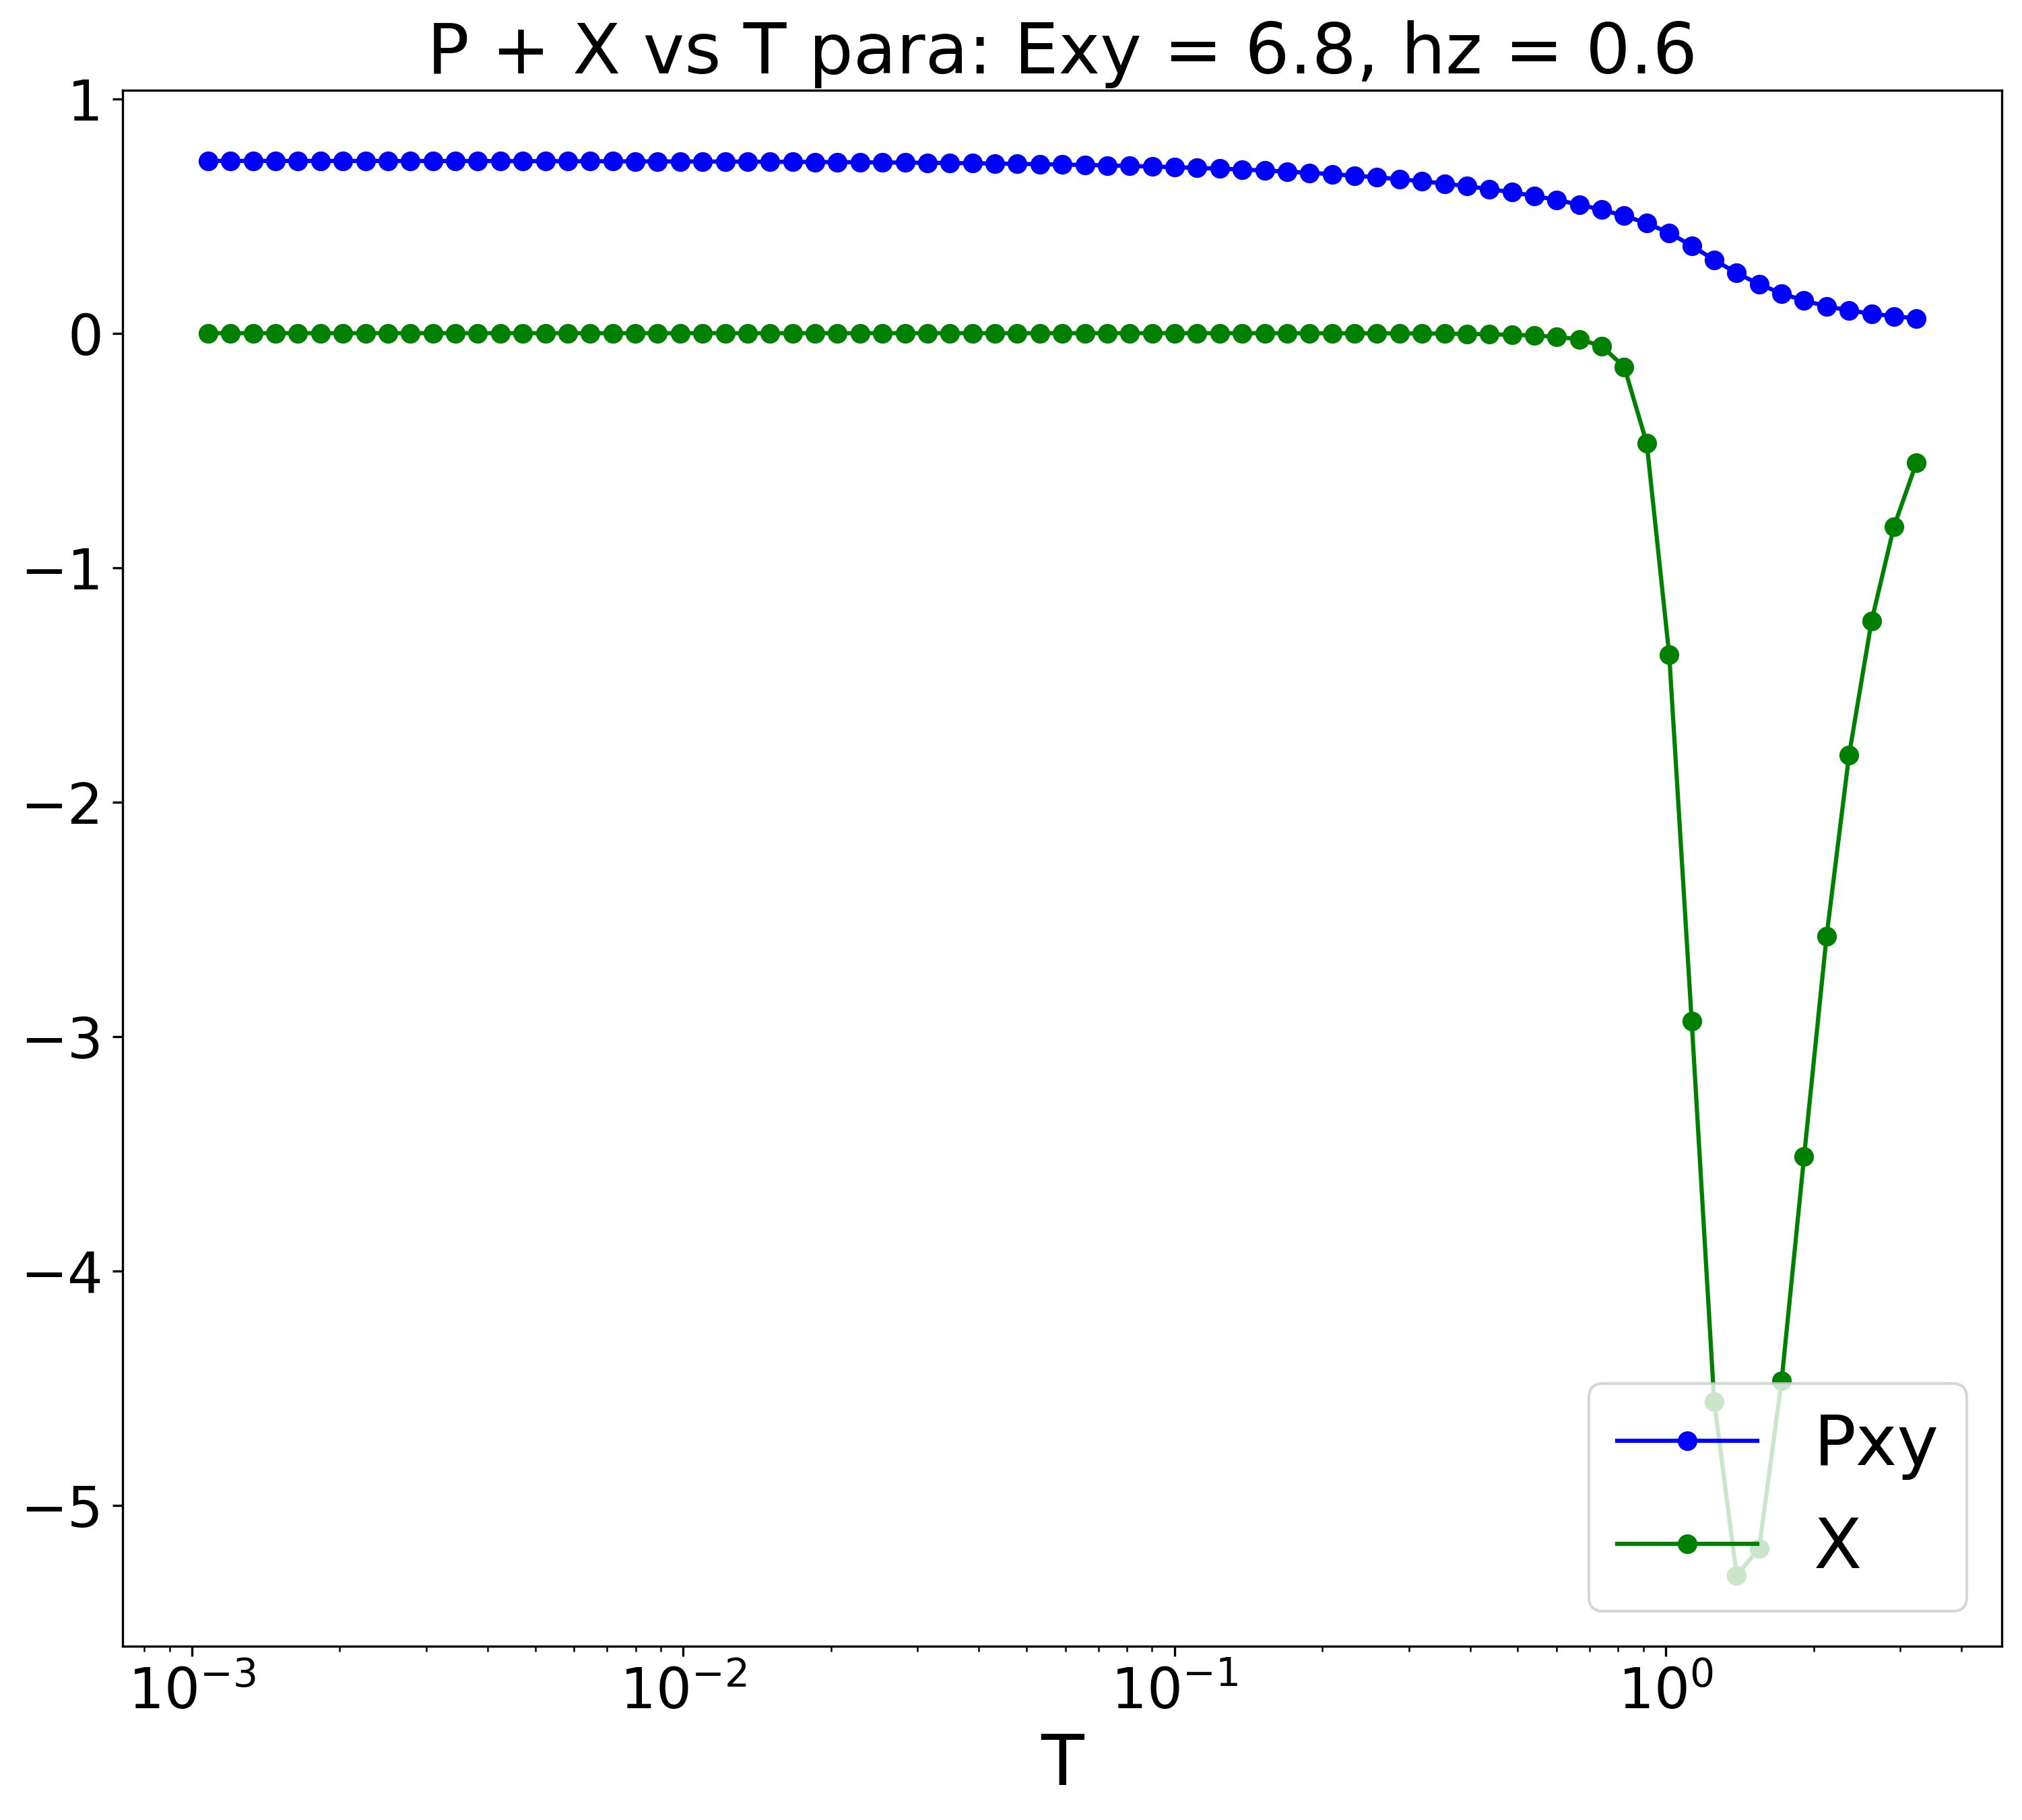 P + X vs T para: Exy = 6.8, hz = 0.6
1
0
−1
−2
−3
−4
−5
Pxy
X
10⁻³ 10⁻² 10⁻¹ 10⁰
T